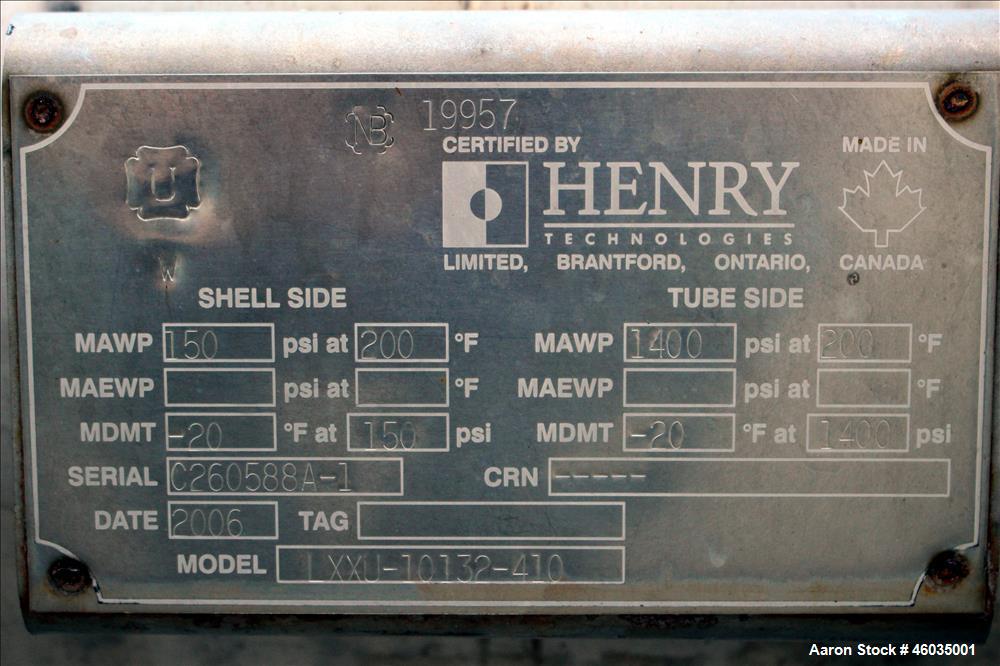 NB 19957
CERTIFIED BY
MADE IN
U
HENRY
TECHNOLOGIES
LIMITED, BRANTFORD, ONTARIO, CANADA
W
SHELL SIDE TUBE SIDE
MAWP 150 psi at 200 °F MAWP 1400 psi at 200 °F
MAEWP psi at °F MAEWP psi at °F
MDMT -20 °F at 150 psi MDMT -20 °F at 1400 psi
SERIAL C260588A-1 CRN -----
DATE 2006 TAG
MODEL LXXU-10132-410
Aaron Stock # 46035001